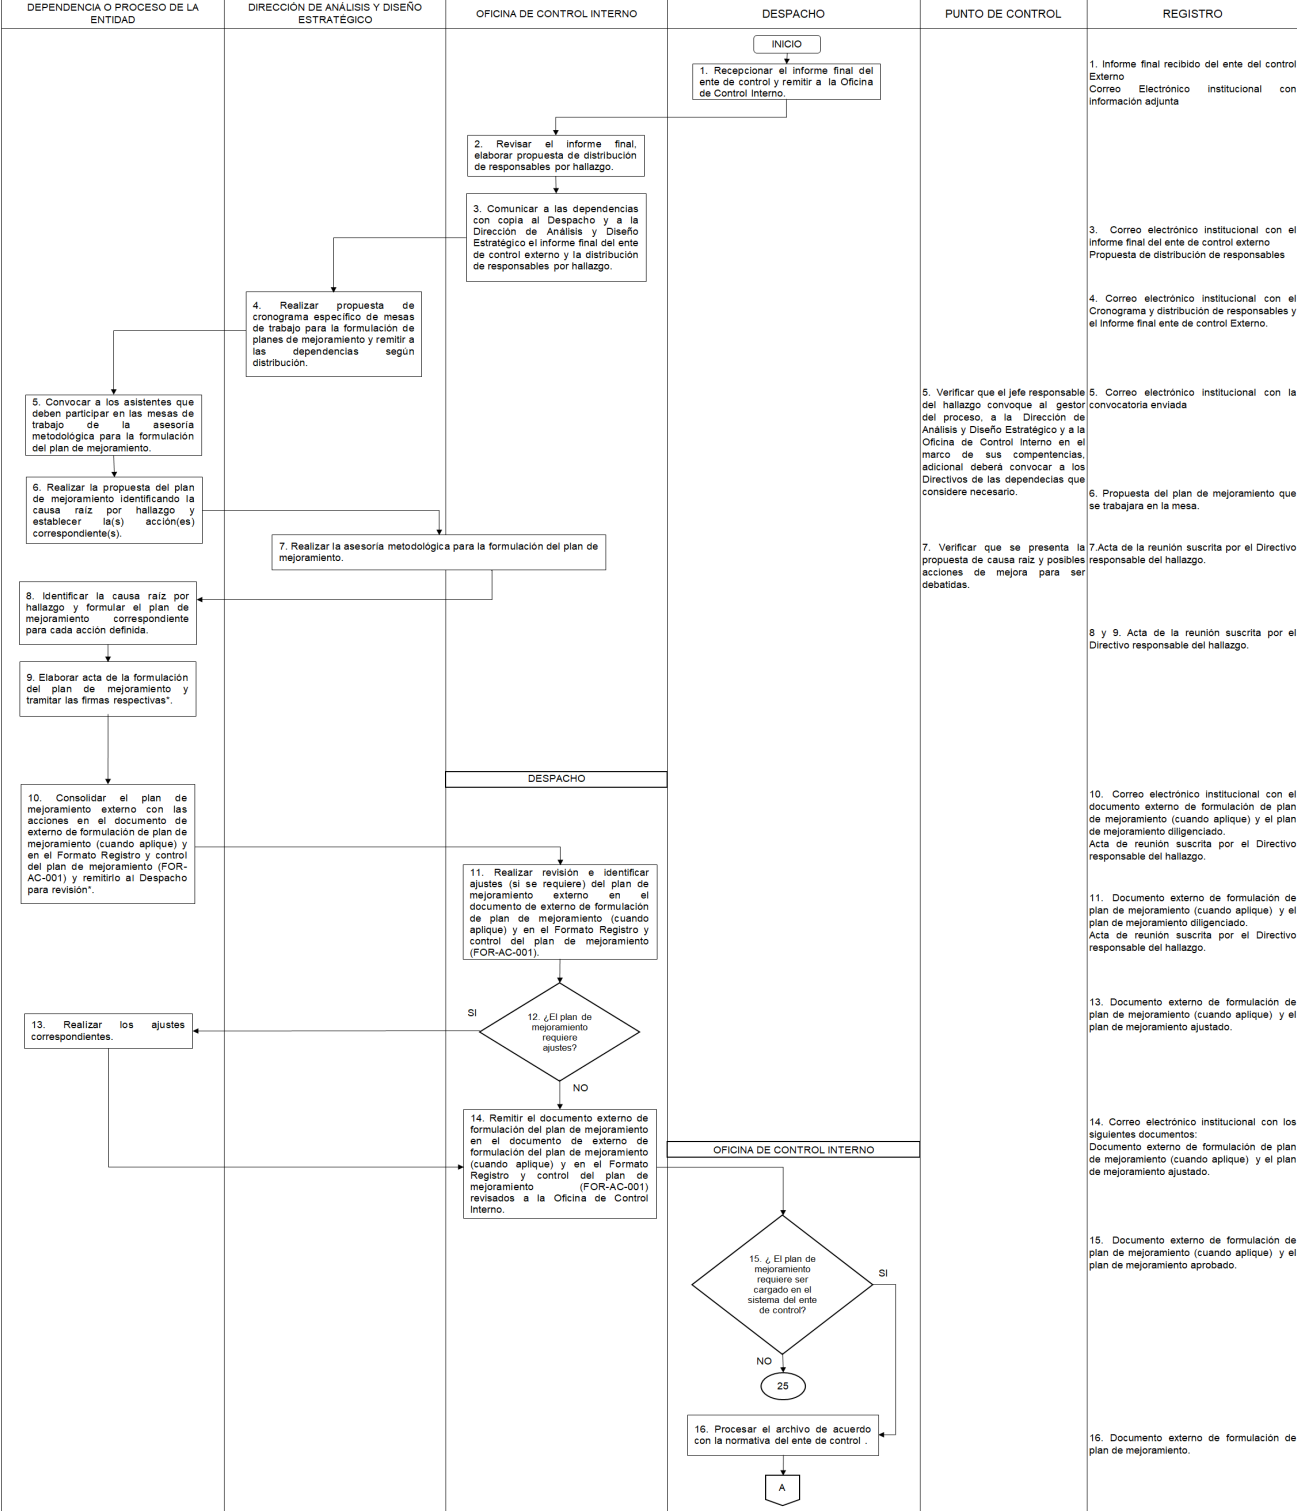 DEPENDENCIA O PROCESO DE LA
ENTIDAD
DIRECCIÓN DE ANÁLISIS Y DISEÑO
ESTRATÉGICO
OFICINA DE CONTROL INTERNO
DESPACHO
PUNTO DE CONTROL
REGISTRO
INICIO
1. Recepcionar el informe final del
ente de control y remitir a la Oficina
de Control Interno.
1. Informe final recibido del ente del control
Externo
Correo Electrónico institucional con
información adjunta
2. Revisar el informe final,
elaborar propuesta de distribución
de responsables por hallazgo.
3. Comunicar a las dependencias
con copia al Despacho y a la
Dirección de Análisis y Diseño
Estratégico el informe final del ente
de control externo y la distribución
de responsables por hallazgo.
3. Correo electrónico institucional con el
informe final del ente de control externo
Propuesta de distribución de responsables
4. Realizar propuesta de
cronograma específico de mesas
de trabajo para la formulación de
planes de mejoramiento y remitir a
las dependencias según
distribución.
4. Correo electrónico institucional con el
Cronograma y distribución de responsables y
el Informe final ente de control Externo.
5. Convocar a los asistentes que
deben participar en las mesas de
trabajo de la asesoría
metodológica para la formulación
del plan de mejoramiento.
5. Verificar que el jefe responsable
del hallazgo convoque al gestor
del proceso, a la Dirección de
Análisis y Diseño Estratégico y a la
Oficina de Control Interno en el
marco de sus compentencias,
adicional deberá convocar a los
Directivos de las dependecias que
considere necesario.
5. Correo electrónico institucional con la
convocatoria enviada
6. Realizar la propuesta del plan
de mejoramiento identificando la
causa raíz por hallazgo y
establecer la(s) acción(es)
correspondiente(s).
6. Propuesta del plan de mejoramiento que
se trabajara en la mesa.
7. Realizar la asesoría metodológica para la formulación del plan de
mejoramiento.
7. Verificar que se presenta la
propuesta de causa raíz y posibles
acciones de mejora para ser
debatidas.
7.Acta de la reunión suscrita por el Directivo
responsable del hallazgo.
8. Identificar la causa raíz por
hallazgo y formular el plan de
mejoramiento correspondiente
para cada acción definida.
8 y 9. Acta de la reunión suscrita por el
Directivo responsable del hallazgo.
9. Elaborar acta de la formulación
del plan de mejoramiento y
tramitar las firmas respectivas*.
DESPACHO
10. Consolidar el plan de
mejoramiento externo con las
acciones en el documento de
externo de formulación de plan de
mejoramiento (cuando aplique) y
en el Formato Registro y control
del plan de mejoramiento (FOR-
AC-001) y remitirlo al Despacho
para revisión*.
10. Correo electrónico institucional con el
documento externo de formulación de plan
de mejoramiento (cuando aplique) y el plan
de mejoramiento diligenciado.
Acta de reunión suscrita por el Directivo
responsable del hallazgo.
11. Realizar revisión e identificar
ajustes (si se requiere) del plan de
mejoramiento externo en el
documento de externo de formulación
de plan de mejoramiento (cuando
aplique) y en el Formato Registro y
control del plan de mejoramiento
(FOR-AC-001).
11. Documento externo de formulación de
plan de mejoramiento (cuando aplique) y el
plan de mejoramiento diligenciado.
Acta de reunión suscrita por el Directivo
responsable del hallazgo.
12. ¿El plan de
mejoramiento
requiere
ajustes?
SI
NO
13. Realizar los ajustes
correspondientes.
13. Documento externo de formulación de
plan de mejoramiento (cuando aplique) y el
plan de mejoramiento ajustado.
14. Remitir el documento externo de
formulación del plan de mejoramiento
en el documento de externo de
formulación del plan de mejoramiento
(cuando aplique) y en el Formato
Registro y control del plan de
mejoramiento (FOR-AC-001)
revisados a la Oficina de Control
Interno.
14. Correo electrónico institucional con los
siguientes documentos:
Documento externo de formulación de plan
de mejoramiento (cuando aplique) y el plan
de mejoramiento ajustado.
OFICINA DE CONTROL INTERNO
15. ¿ El plan de
mejoramiento
requiere ser
cargado en el
sistema del ente
de control?
SI
NO
25
15. Documento externo de formulación de
plan de mejoramiento (cuando aplique) y el
plan de mejoramiento aprobado.
16. Procesar el archivo de acuerdo
con la normativa del ente de control .
16. Documento externo de formulación de
plan de mejoramiento.
A